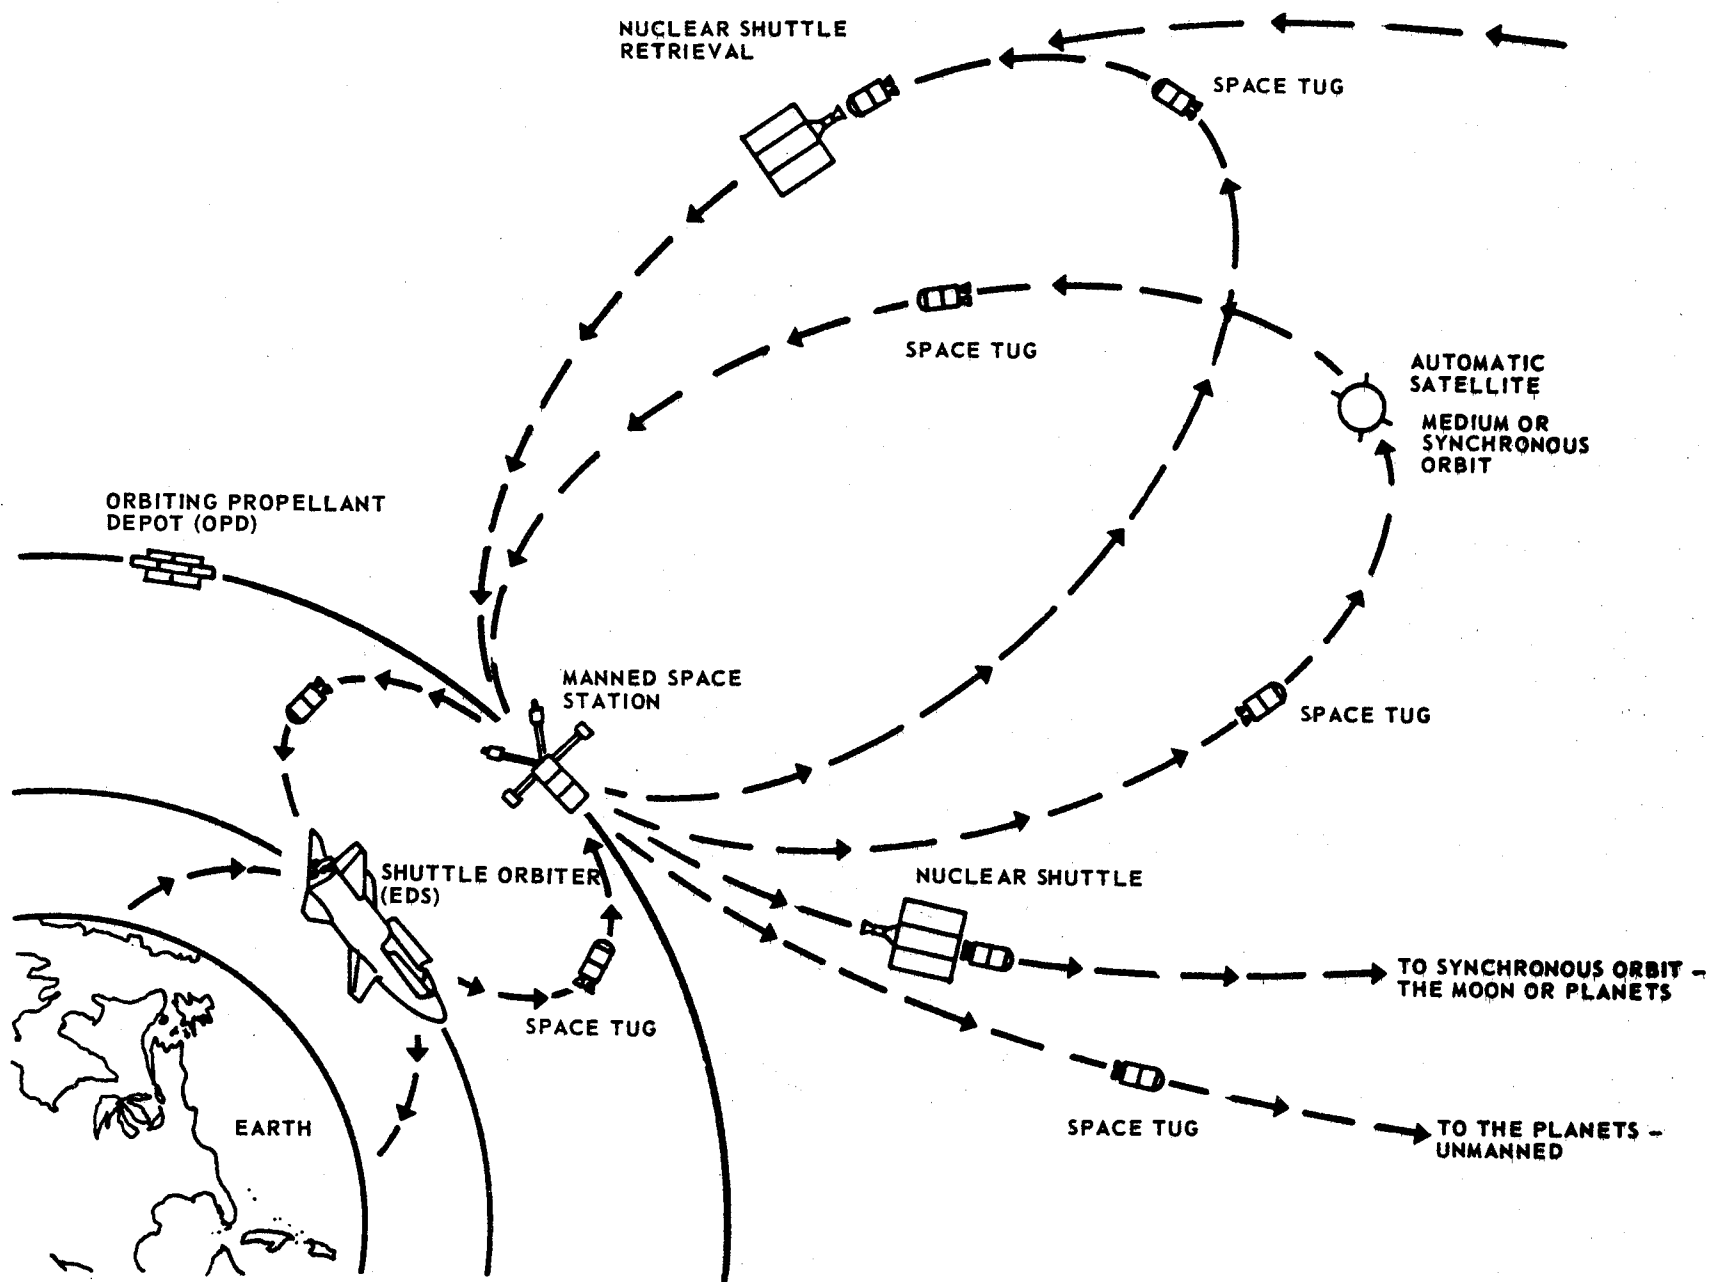 NUCLEAR SHUTTLE
RETRIEVAL
SPACE TUG
SPACE TUG
AUTOMATIC
SATELLITE
MEDIUM OR
SYNCHRONOUS
ORBIT
ORBITING PROPELLANT
DEPOT (OPD)
MANNED SPACE
STATION
SPACE TUG
SHUTTLE ORBITER
(EDS)
NUCLEAR SHUTTLE
TO SYNCHRONOUS ORBIT –
THE MOON OR PLANETS
SPACE TUG
EARTH
SPACE TUG
TO THE PLANETS –
UNMANNED